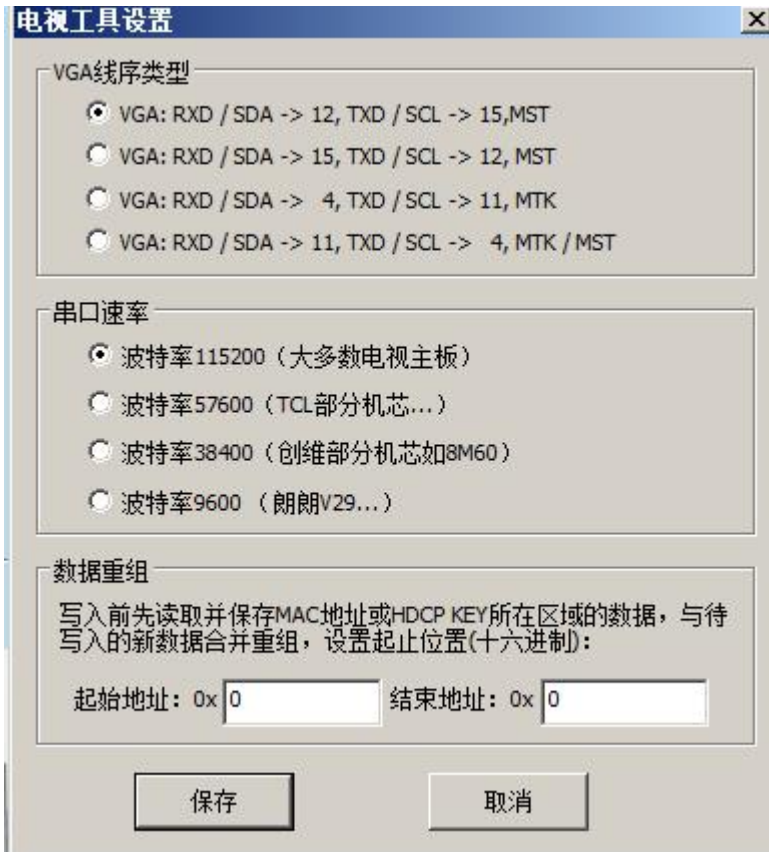 电视工具设置
VGA线序类型
VGA: RXD / SDA -> 12, TXD / SCL -> 15,MST
VGA: RXD / SDA -> 15, TXD / SCL -> 12, MST
VGA: RXD / SDA -> 4, TXD / SCL -> 11, MTK
VGA: RXD / SDA -> 11, TXD / SCL -> 4, MTK / MST
串口速率
波特率115200（大多数电视主板）
波特率57600（TCL部分机芯...）
波特率38400（创维部分机芯如8M60）
波特率9600 （朗朗V29...）
数据重组
写入前先读取并保存MAC地址或HDCP KEY所在区域的数据，与待
写入的新数据合并重组，设置起止位置(十六进制)：
起始地址：0x 0 结束地址：0x 0
保存 取消